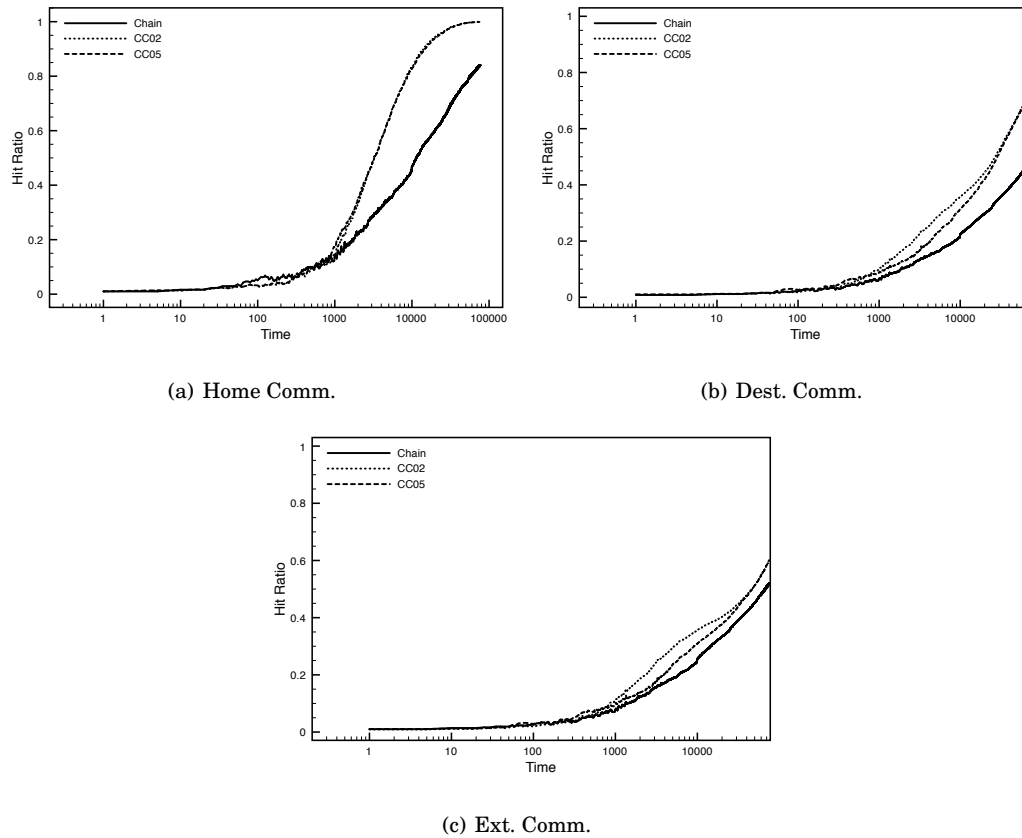 Chain
CC02
CC05
1
0.8
0.6
0.4
0.2
0
Hit Ratio
1 10 100 1000 10000 100000
Time
(a) Home Comm.
Chain
CC02
CC05
1
0.8
0.6
0.4
0.2
0
Hit Ratio
1 10 100 1000 10000
Time
(b) Dest. Comm.
Chain
CC02
CC05
1
0.8
0.6
0.4
0.2
0
Hit Ratio
1 10 100 1000 10000
Time
(c) Ext. Comm.